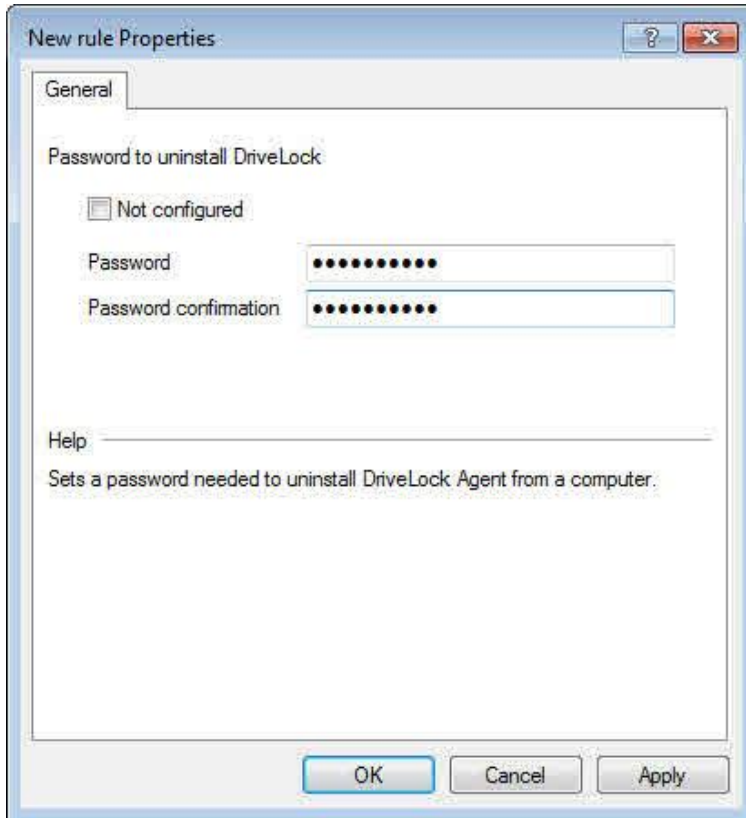 New rule Properties
General
Password to uninstall DriveLock
Not configured
Password ●●●●●●●●●●
Password confirmation ●●●●●●●●●●
Help
Sets a password needed to uninstall DriveLock Agent from a computer.
OK Cancel Apply